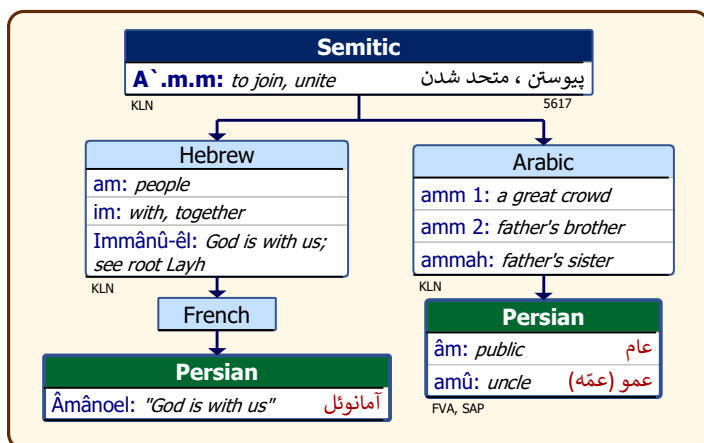 Semitic
A`.m.m: to join, unite پیوستن ، متحد شدن
KLN 5617
Hebrew
am: people
im: with, together
Immânû-êl: God is with us;
see root Layh
KLN
French
Persian
Âmânoel: "God is with us" آمانوئل
Arabic
amm 1: a great crowd
amm 2: father's brother
ammah: father's sister
KLN
Persian
âm: public عام
amû: uncle عمو (عمّه)
FVA, SAP